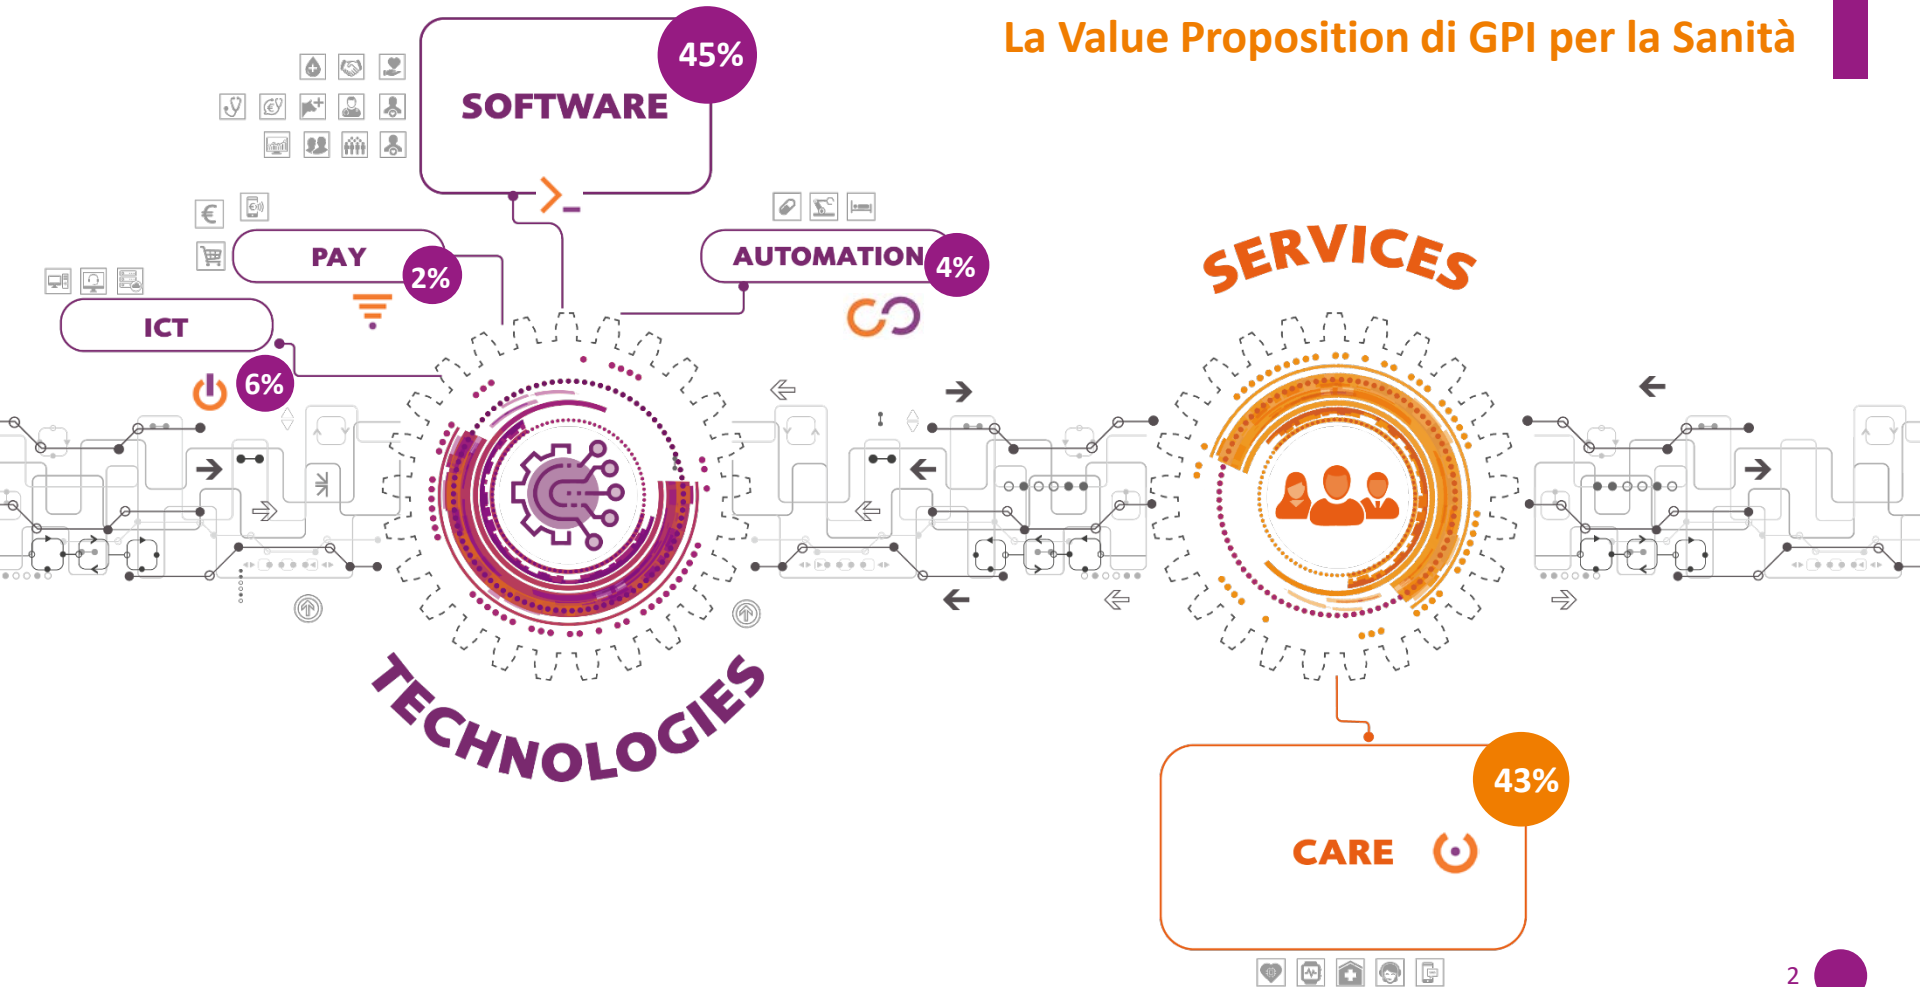 La Value Proposition di GPI per la Sanità
45%
SOFTWARE
PAY
2%
AUTOMATION
4%
ICT
6%
SERVICES
TECHNOLOGIES
43%
CARE
2